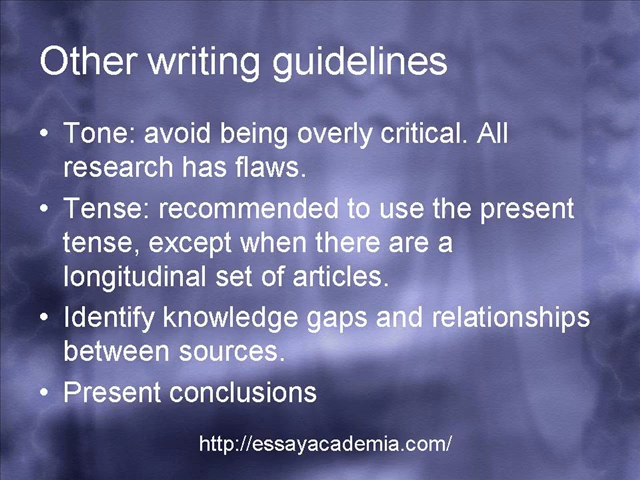 Other writing guidelines
• Tone: avoid being overly critical. All
research has flaws.
• Tense: recommended to use the present
tense, except when there are a
longitudinal set of articles.
• Identify knowledge gaps and relationships
between sources.
• Present conclusions
http://essayacademia.com/